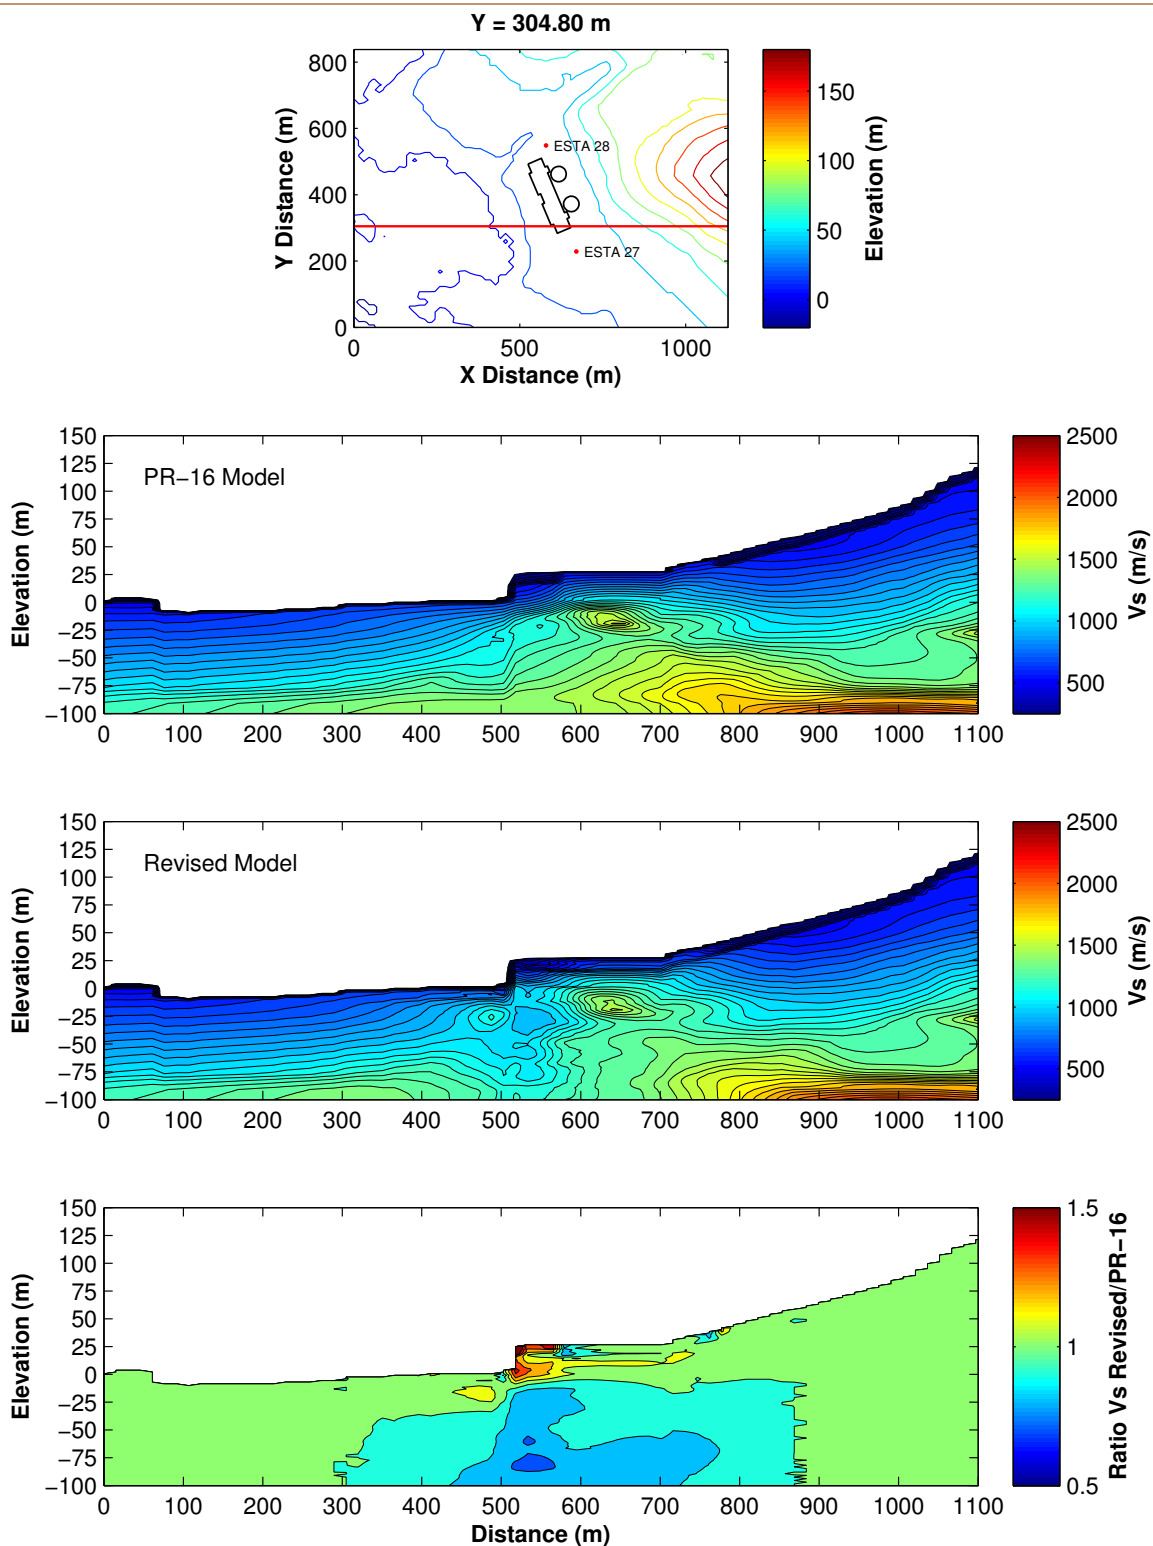 Y = 304.80 m
800
600
400
200
0
Y Distance (m)
ESTA 28
ESTA 27
0 500 1000
X Distance (m)
150
100
50
0
Elevation (m)
150
125
100
75
50
25
0
−25
−50
−75
−100
Elevation (m)
PR−16 Model
0 100 200 300 400 500 600 700 800 900 1000 1100
2500
2000
1500
1000
500
Vs (m/s)
150
125
100
75
50
25
0
−25
−50
−75
−100
Elevation (m)
Revised Model
0 100 200 300 400 500 600 700 800 900 1000 1100
2500
2000
1500
1000
500
Vs (m/s)
150
125
100
75
50
25
0
−25
−50
−75
−100
Elevation (m)
0 100 200 300 400 500 600 700 800 900 1000 1100
Distance (m)
1.5
1
0.5
Ratio Vs Revised/PR−16